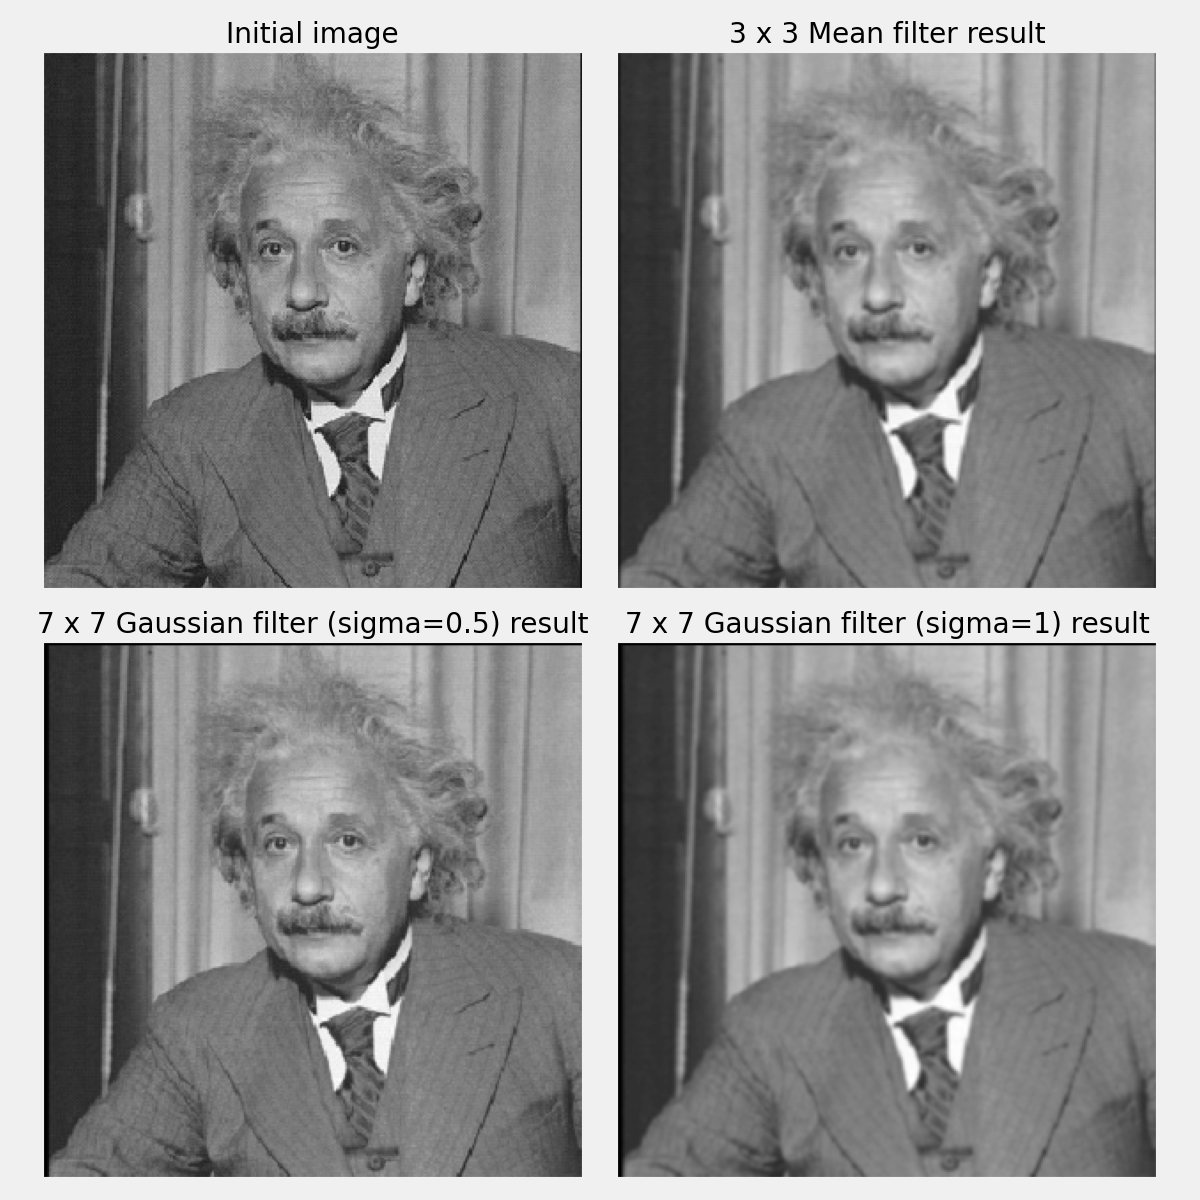 Initial image
3 x 3 Mean filter result
7 x 7 Gaussian filter (sigma=0.5) result
7 x 7 Gaussian filter (sigma=1) result